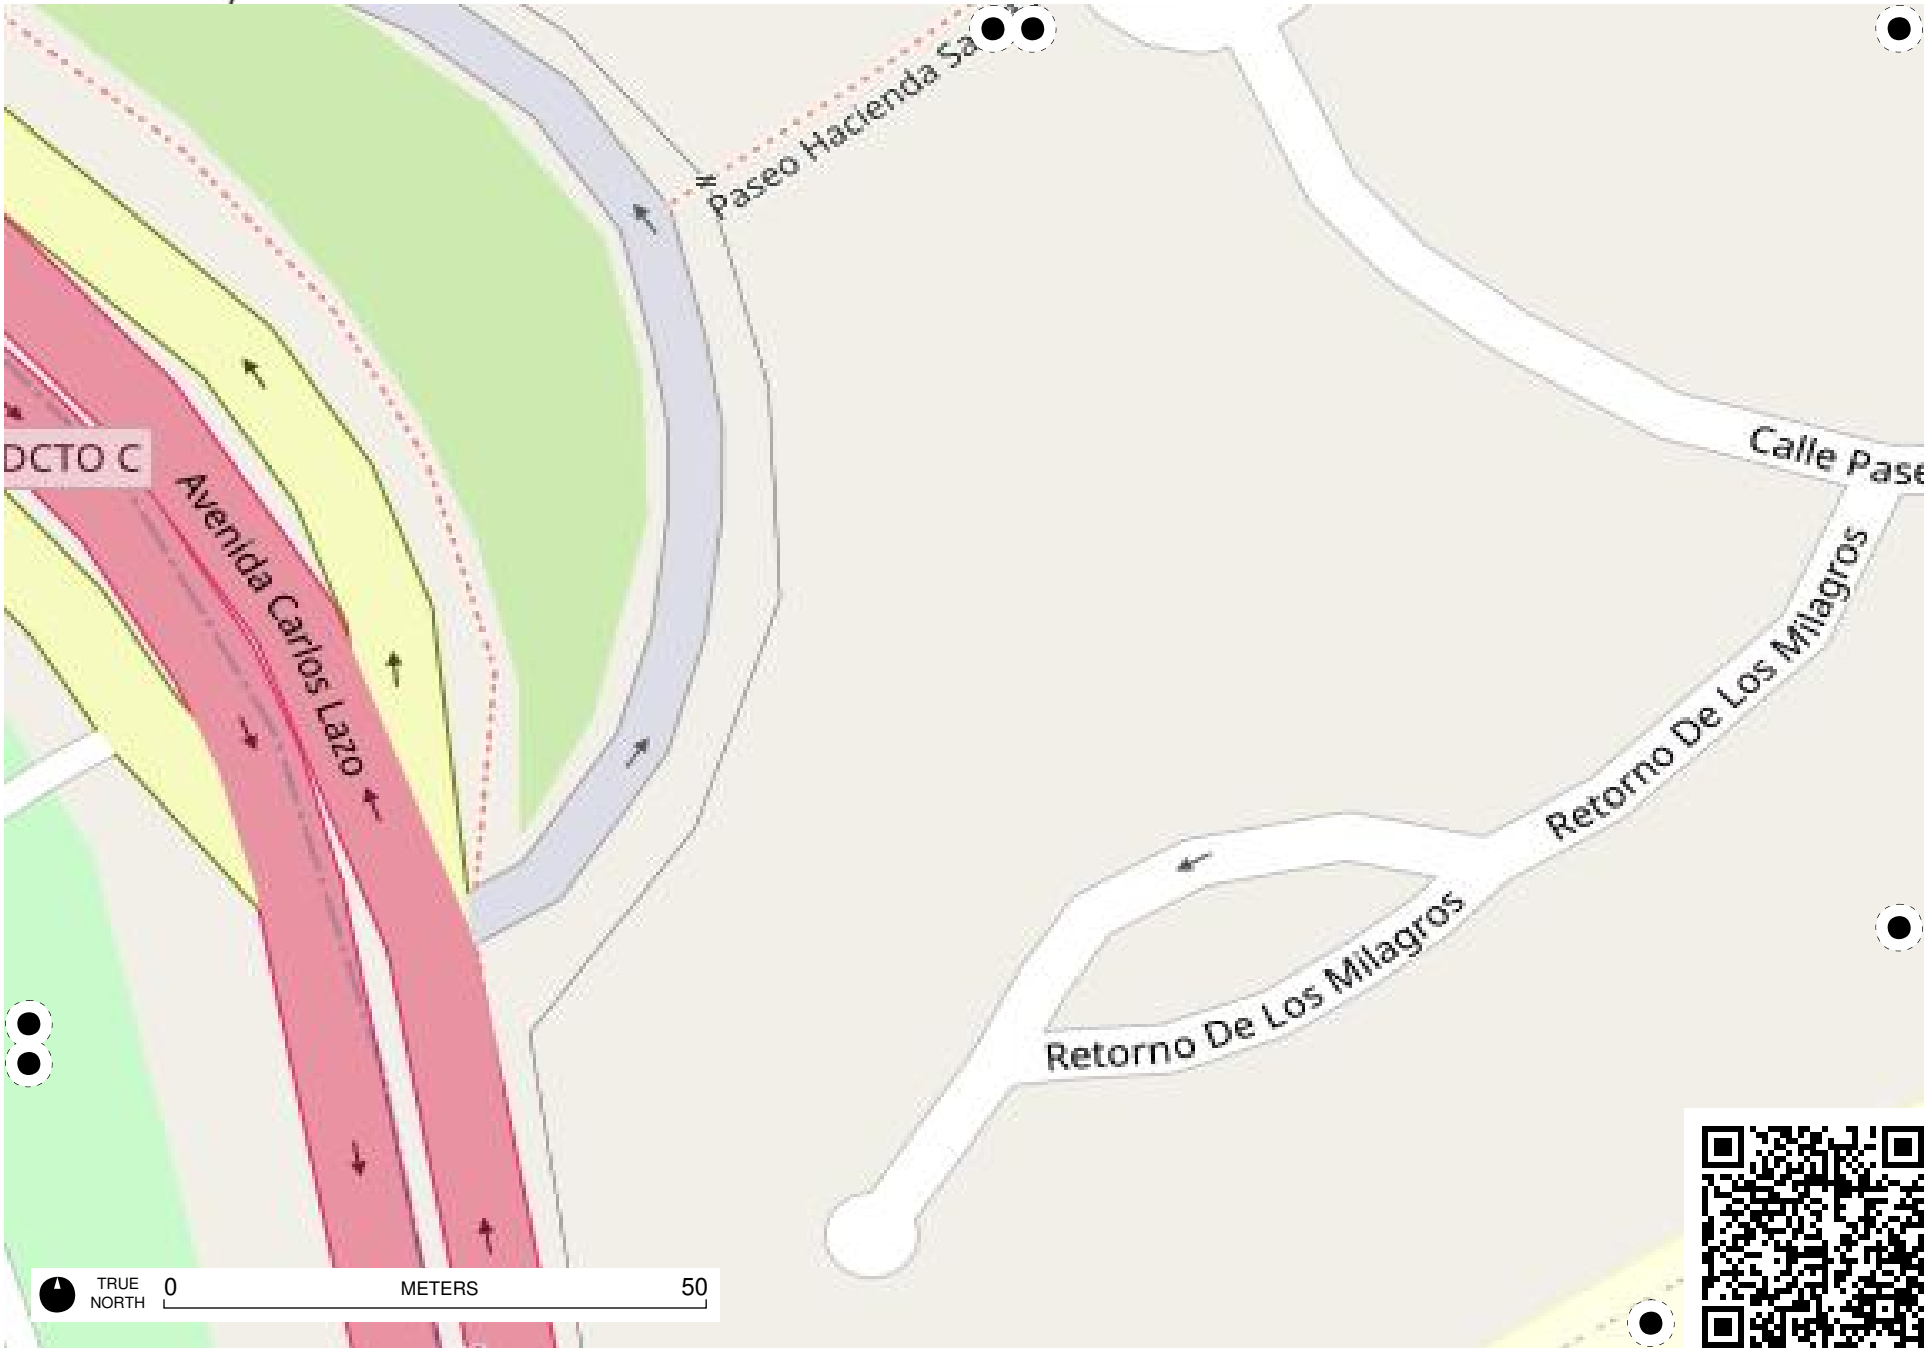 Paseo Hacienda Sa
Calle Pase
OCTO C
Avenida Carlos Lazo
Retorno De Los Milagros
Retorno De Los Milagros
TRUE NORTH
0 METERS 50